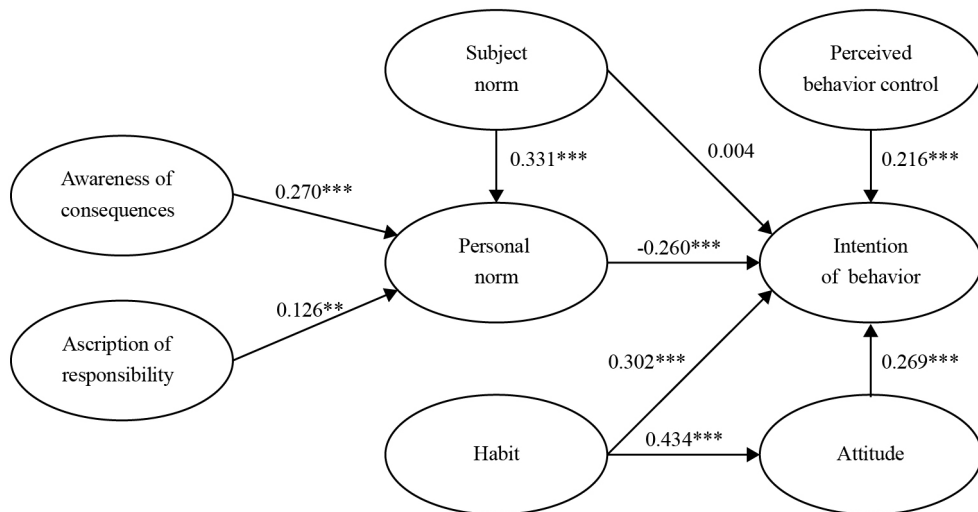 Subject
norm
Perceived
behavior control
0.331***
0.004
0.216***
Awareness of
consequences
0.270***
Personal
norm
-0.260***
Intention
of behavior
Ascription of
responsibility
0.126**
0.302***
0.269***
Habit
0.434***
Attitude